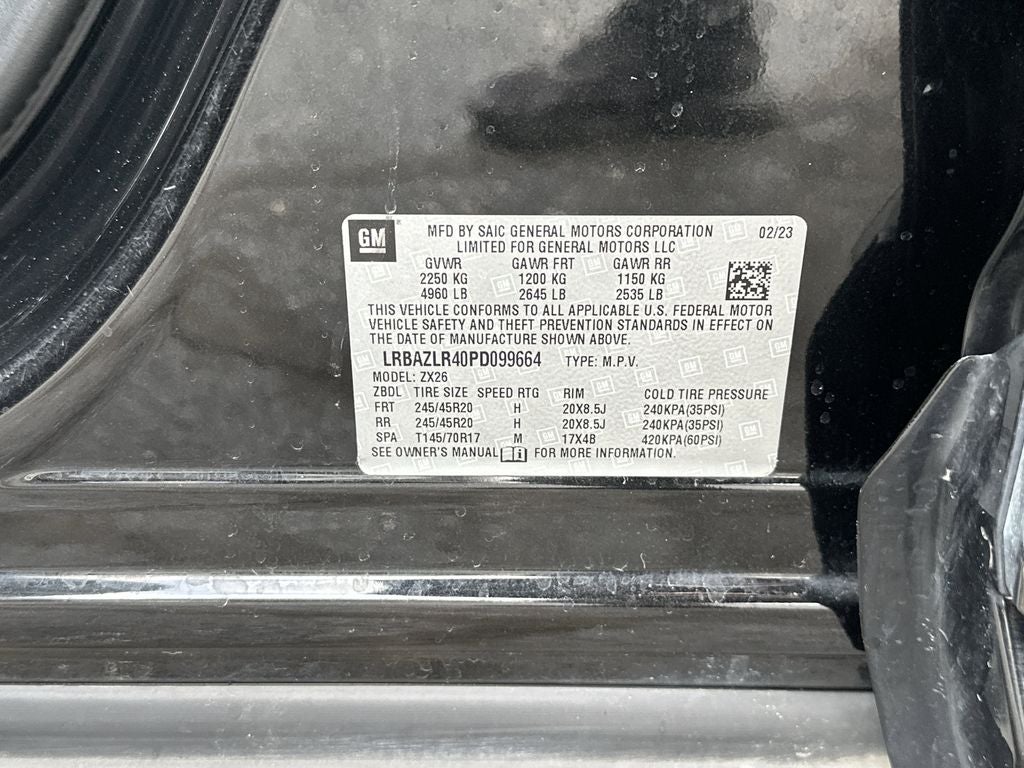 GM
MFD BY SAIC GENERAL MOTORS CORPORATION 02/23
LIMITED FOR GENERAL MOTORS LLC
GVWR GAWR FRT GAWR RR
2250 KG 1200 KG 1150 KG
4960 LB 2645 LB 2535 LB
THIS VEHICLE CONFORMS TO ALL APPLICABLE U.S. FEDERAL MOTOR
VEHICLE SAFETY AND THEFT PREVENTION STANDARDS IN EFFECT ON
THE DATE OF MANUFACTURE SHOWN ABOVE.
LRBAZLR40PD099664 TYPE: M.P.V.
MODEL: ZX26
ZBDL TIRE SIZE SPEED RTG RIM COLD TIRE PRESSURE
FRT 245/45R20 H 20X8.5J 240KPA(35PSI)
RR 245/45R20 H 20X8.5J 240KPA(35PSI)
SPA T145/70R17 M 17X4B 420KPA(60PSI)
SEE OWNER'S MANUAL FOR MORE INFORMATION.